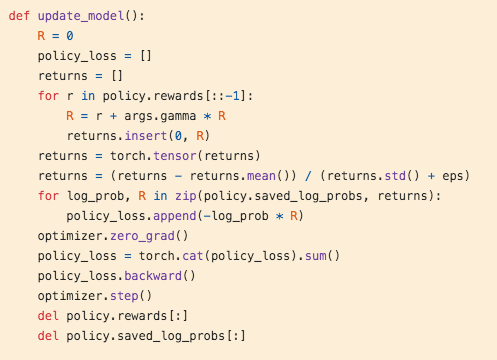 def update_model():
    R = 0
    policy_loss = []
    returns = []
    for r in policy.rewards[::-1]:
        R = r + args.gamma * R
        returns.insert(0, R)
    returns = torch.tensor(returns)
    returns = (returns - returns.mean()) / (returns.std() + eps)
    for log_prob, R in zip(policy.saved_log_probs, returns):
        policy_loss.append(-log_prob * R)
    optimizer.zero_grad()
    policy_loss = torch.cat(policy_loss).sum()
    policy_loss.backward()
    optimizer.step()
    del policy.rewards[:]
    del policy.saved_log_probs[:]